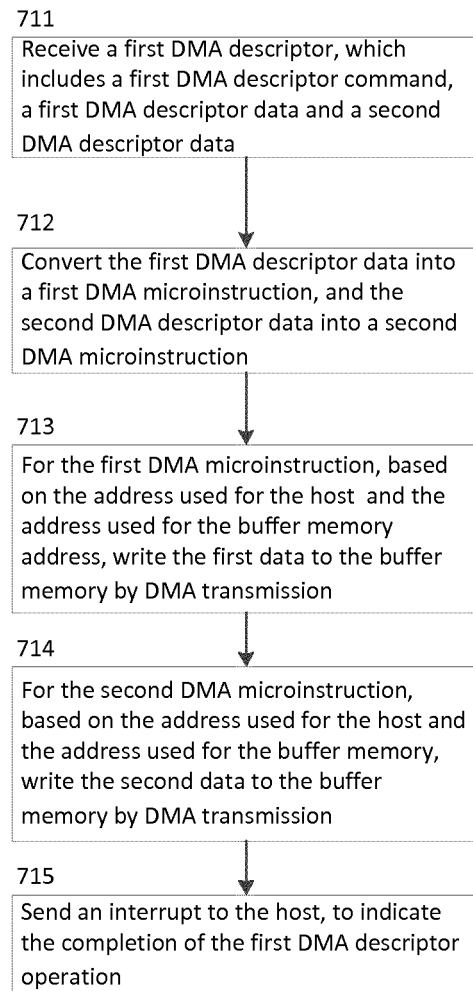 711
Receive a first DMA descriptor, which
includes a first DMA descriptor command,
a first DMA descriptor data and a second
DMA descriptor data
712
Convert the first DMA descriptor data into
a first DMA microinstruction, and the
second DMA descriptor data into a second
DMA microinstruction
713
For the first DMA microinstruction, based
on the address used for the host and the
address used for the buffer memory
address, write the first data to the buffer
memory by DMA transmission
714
For the second DMA microinstruction,
based on the address used for the host and
the address used for the buffer memory,
write the second data to the buffer
memory by DMA transmission
715
Send an interrupt to the host, to indicate
the completion of the first DMA descriptor
operation